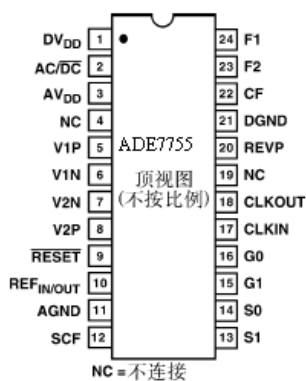 DVDD 1 24 F1
AC/DC 2 23 F2
AVDD 3 22 CF
NC 4 21 DGND
V1P 5 ADE7755 20 REVP
V1N 6 顶视图 19 NC
V2N 7 (不按比例) 18 CLKOUT
V2P 8 17 CLKIN
RESET 9 16 G0
REFIN/OUT 10 15 G1
AGND 11 14 S0
SCF 12 13 S1
NC =不连接